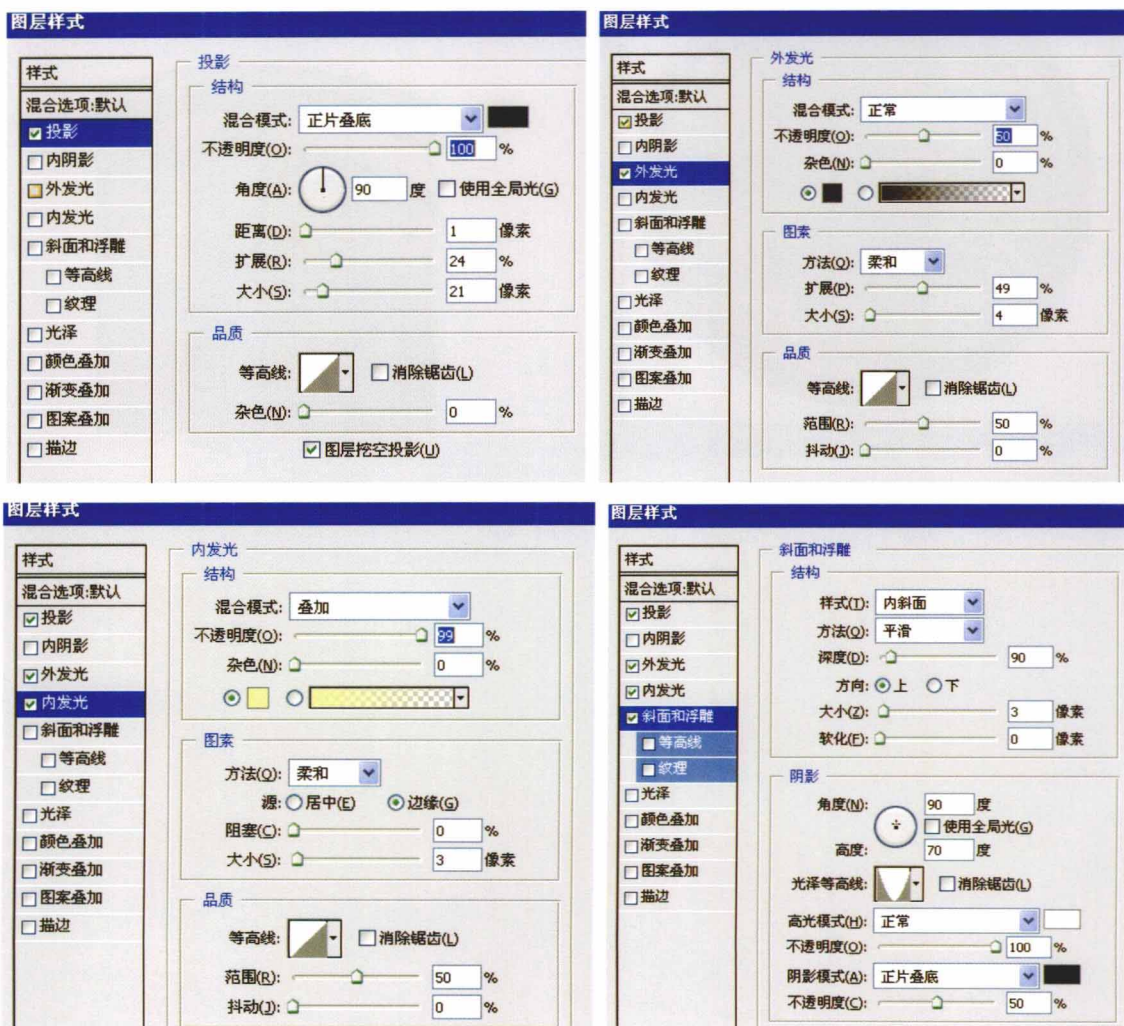 图层样式
样式
混合选项:默认
投影
内阴影
外发光
内发光
斜面和浮雕
等高线
纹理
光泽
颜色叠加
渐变叠加
图案叠加
描边
投影
结构
混合模式: 正片叠底
不透明度(O): 100 %
角度(A): 90 度 使用全局光(G)
距离(D): 1 像素
扩展(R): 24 %
大小(S): 21 像素
品质
等高线: 消除锯齿(L)
杂色(N): 0 %
图层挖空投影(U)
图层样式
样式
混合选项:默认
投影
内阴影
外发光
内发光
斜面和浮雕
等高线
纹理
光泽
颜色叠加
渐变叠加
图案叠加
描边
外发光
结构
混合模式: 正常
不透明度(O): 50 %
杂色(N): 0 %
图素
方法(Q): 柔和
扩展(P): 49 %
大小(S): 4 像素
品质
等高线: 消除锯齿(L)
范围(R): 50 %
抖动(J): 0 %
图层样式
样式
混合选项:默认
投影
内阴影
外发光
内发光
斜面和浮雕
等高线
纹理
光泽
颜色叠加
渐变叠加
图案叠加
描边
内发光
结构
混合模式: 叠加
不透明度(O): 99 %
杂色(N): 0 %
图素
方法(Q): 柔和
源: 居中(E) 边缘(G)
阻塞(C): 0 %
大小(S): 3 像素
品质
等高线: 消除锯齿(L)
范围(R): 50 %
抖动(J): 0 %
图层样式
样式
混合选项:默认
投影
内阴影
外发光
内发光
斜面和浮雕
等高线
纹理
光泽
颜色叠加
渐变叠加
图案叠加
描边
斜面和浮雕
结构
样式(T): 内斜面
方法(Q): 平滑
深度(D): 90 %
方向: 上 下
大小(Z): 3 像素
软化(F): 0 像素
阴影
角度(N): 90 度
使用全局光(G)
高度: 70 度
光泽等高线: 消除锯齿(L)
高光模式(H): 正常
不透明度(O): 100 %
阴影模式(A): 正片叠底
不透明度(C): 50 %